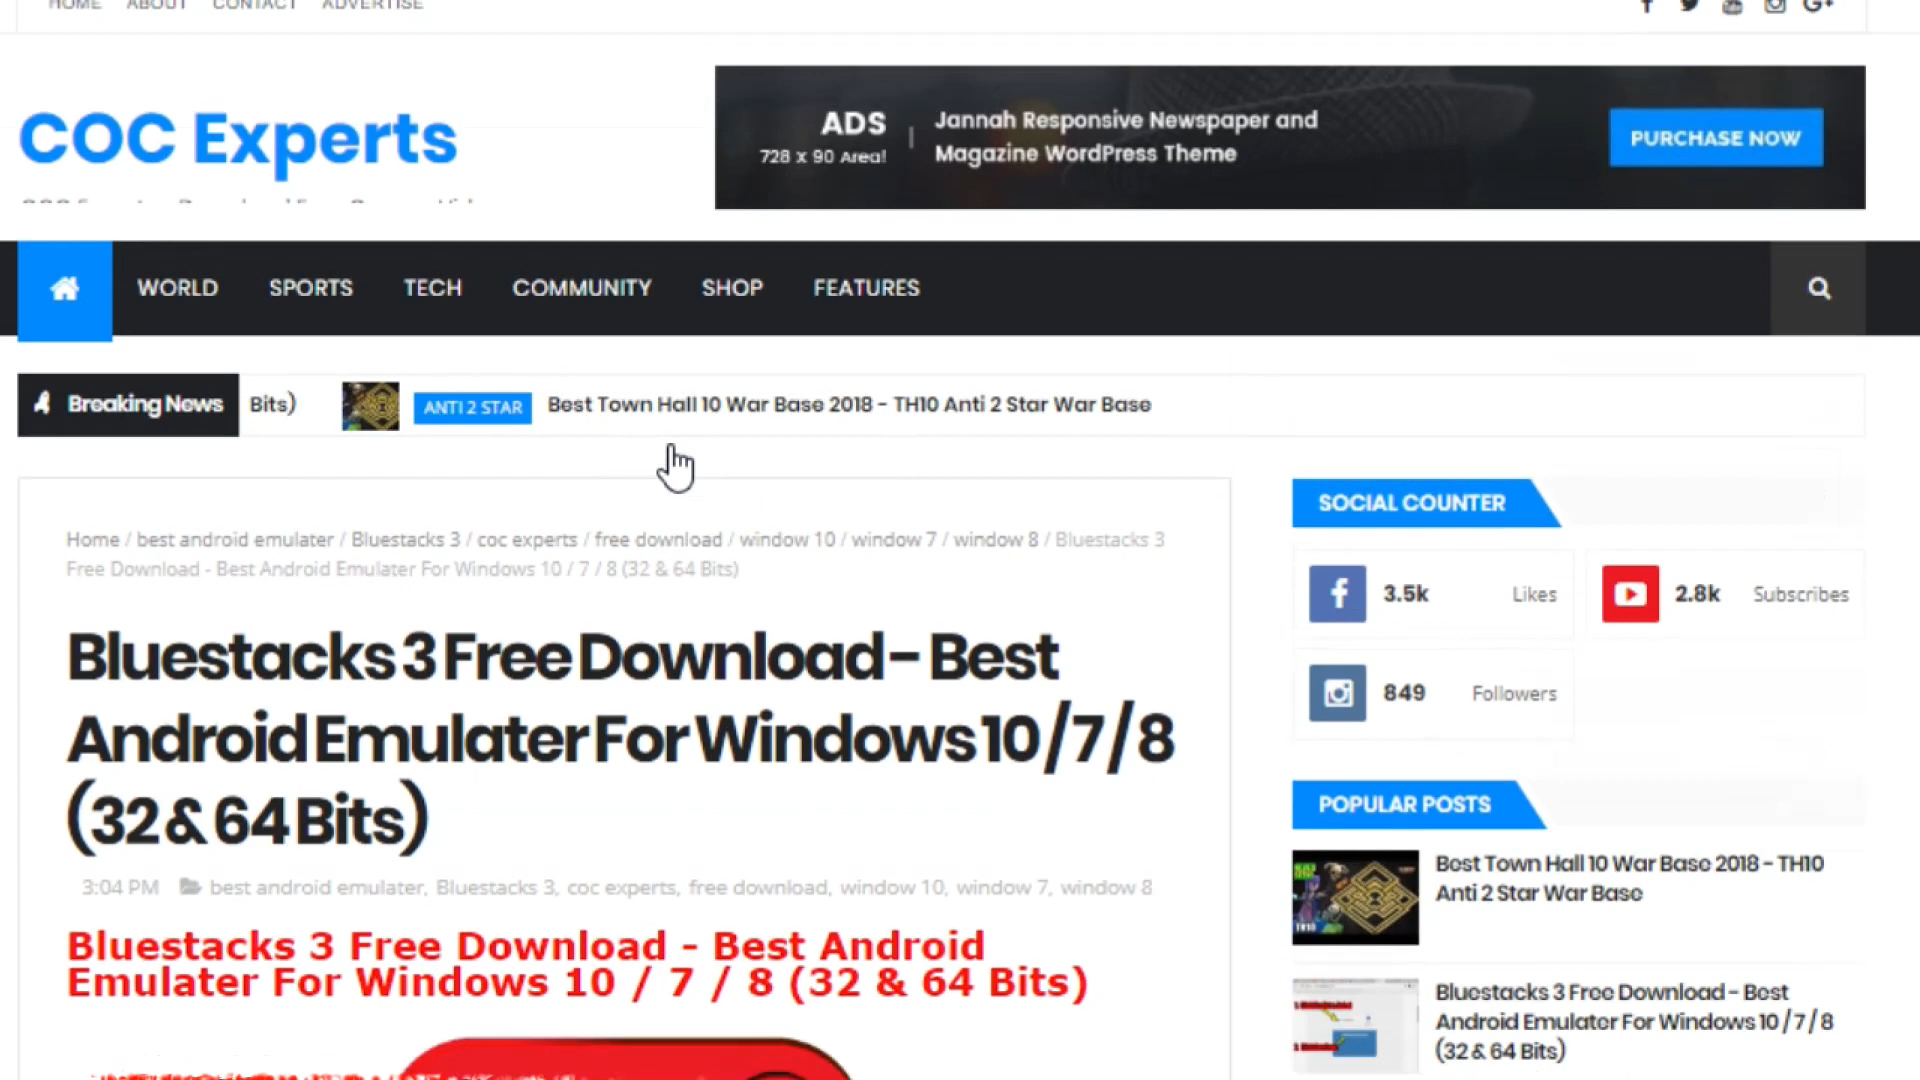 HOME ABOUT CONTACT ADVERTISE
COC Experts
ADS
728 x 90 Area!
Jannah Responsive Newspaper and
Magazine WordPress Theme
PURCHASE NOW
WORLD SPORTS TECH COMMUNITY SHOP FEATURES
Breaking News Bits) ANTI 2 STAR Best Town Hall 10 War Base 2018 - TH10 Anti 2 Star War Base
Home / best android emulater / Bluestacks 3 / coc experts / free download / window 10 / window 7 / window 8 / Bluestacks 3
Free Download - Best Android Emulater For Windows 10 / 7 / 8 (32 & 64 Bits)
Bluestacks 3 Free Download - Best
Android Emulater For Windows 10 / 7 / 8
(32 & 64 Bits)
3:04 PM best android emulater, Bluestacks 3, coc experts, free download, window 10, window 7, window 8
Bluestacks 3 Free Download - Best Android
Emulater For Windows 10 / 7 / 8 (32 & 64 Bits)
SOCIAL COUNTER
3.5k Likes
2.8k Subscribes
849 Followers
POPULAR POSTS
Best Town Hall 10 War Base 2018 - TH10
Anti 2 Star War Base
TH10
Bluestacks 3 Free Download - Best
Android Emulater For Windows 10 / 7 / 8
(32 & 64 Bits)